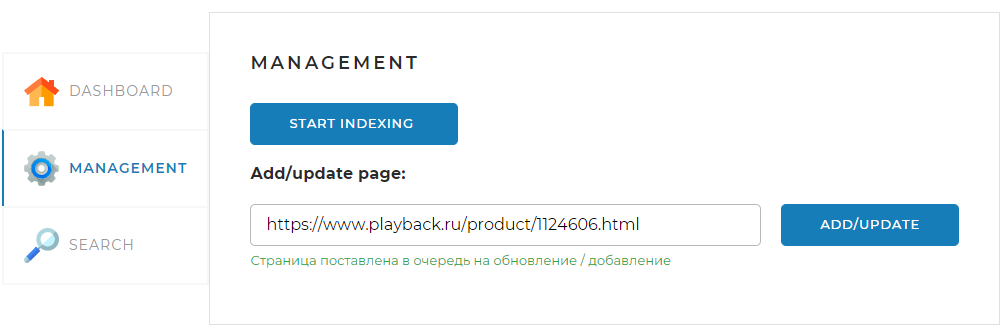 DASHBOARD
MANAGEMENT
SEARCH
MANAGEMENT
START INDEXING
Add/update page:
https://www.playback.ru/product/1124606.html
ADD/UPDATE
Страница поставлена в очередь на обновление / добавление